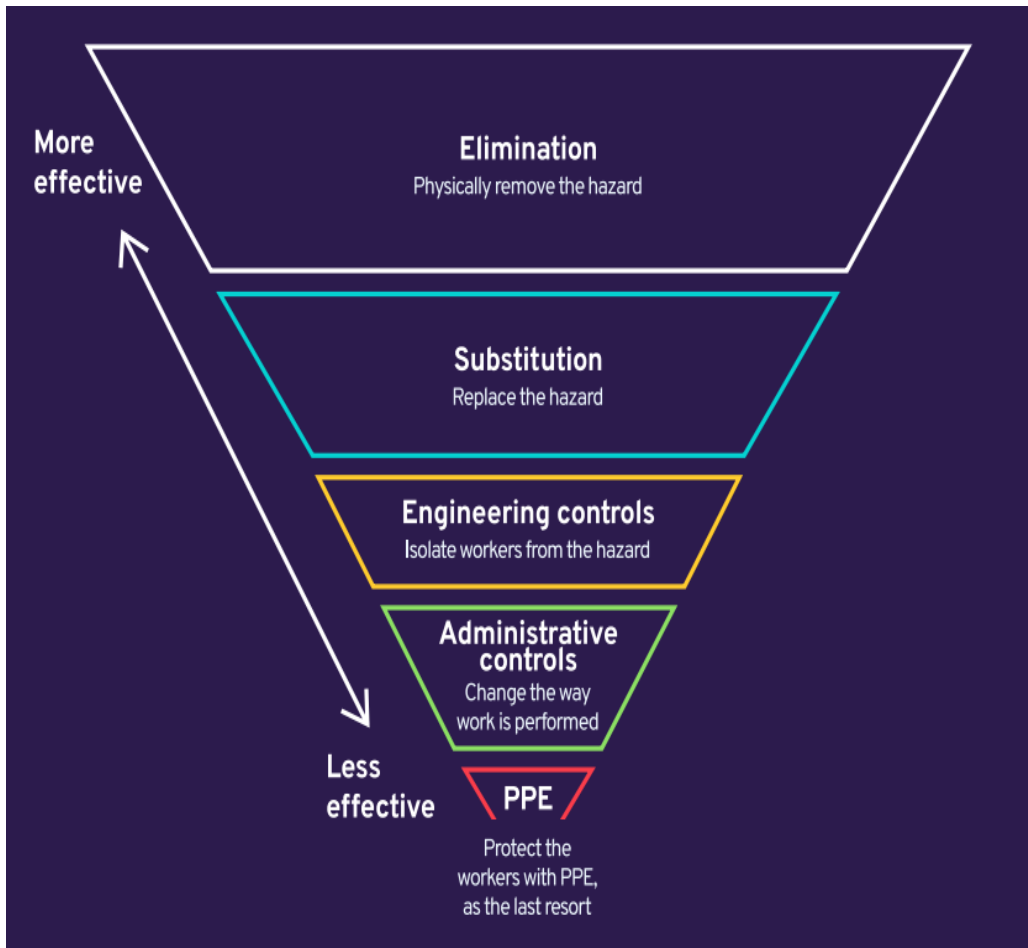 More
effective
Elimination
Physically remove the hazard
Substitution
Replace the hazard
Engineering controls
Isolate workers from the hazard
Administrative
controls
Change the way
work is performed
Less
effective
PPE
Protect the
workers with PPE,
as the last resort